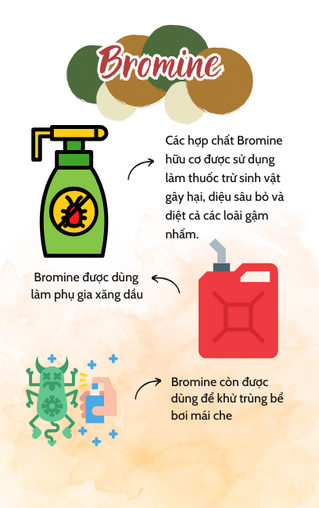 Bromine
Các hợp chất Bromine
hữu cơ được sử dụng
làm thuốc trừ sinh vật
gây hại, diệu sâu bỏ và
diệt cả các loài gậm
nhấm.
Bromine được dùng
làm phụ gia xăng dầu
Bromine còn được
dùng để khử trùng bể
bơi mái che